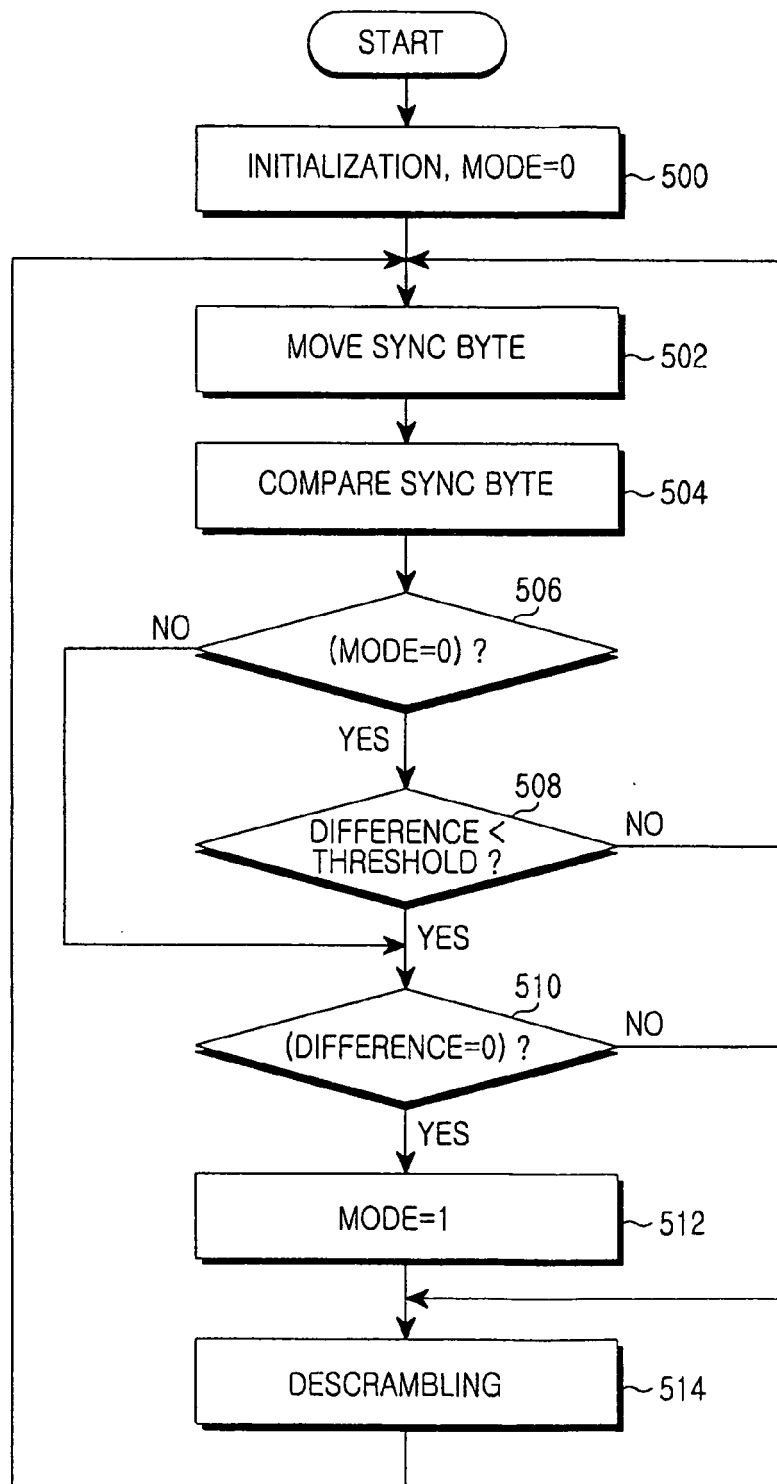 START
INITIALIZATION, MODE=0
500
MOVE SYNC BYTE
502
COMPARE SYNC BYTE
504
506
NO
(MODE=0) ?
YES
508
DIFFERENCE <
THRESHOLD ?
NO
YES
510
(DIFFERENCE=0) ?
NO
YES
MODE=1
512
DESCRAMBLING
514